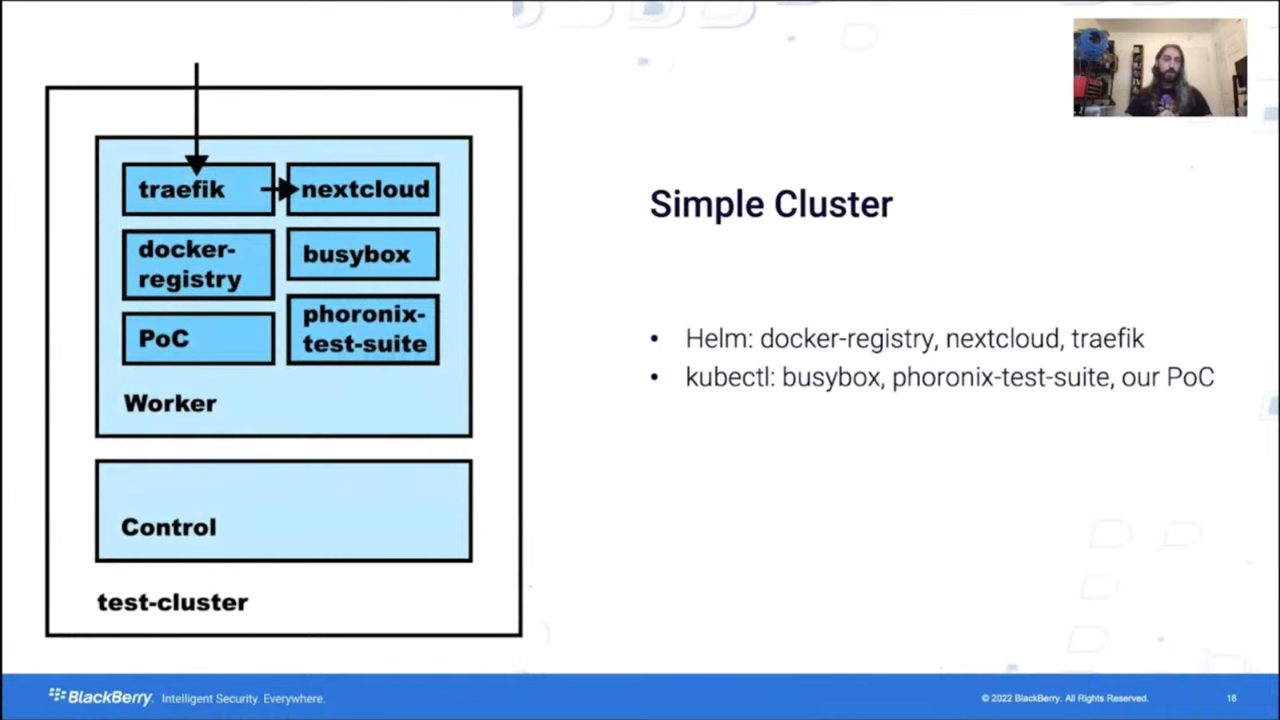 traefik
nextcloud
docker-
registry
busybox
PoC
phoronix-
test-suite
Worker
Control
test-cluster
Simple Cluster
• Helm: docker-registry, nextcloud, traefik
• kubectl: busybox, phoronix-test-suite, our PoC
BlackBerry. Intelligent Security. Everywhere.
© 2022 BlackBerry. All Rights Reserved. 18